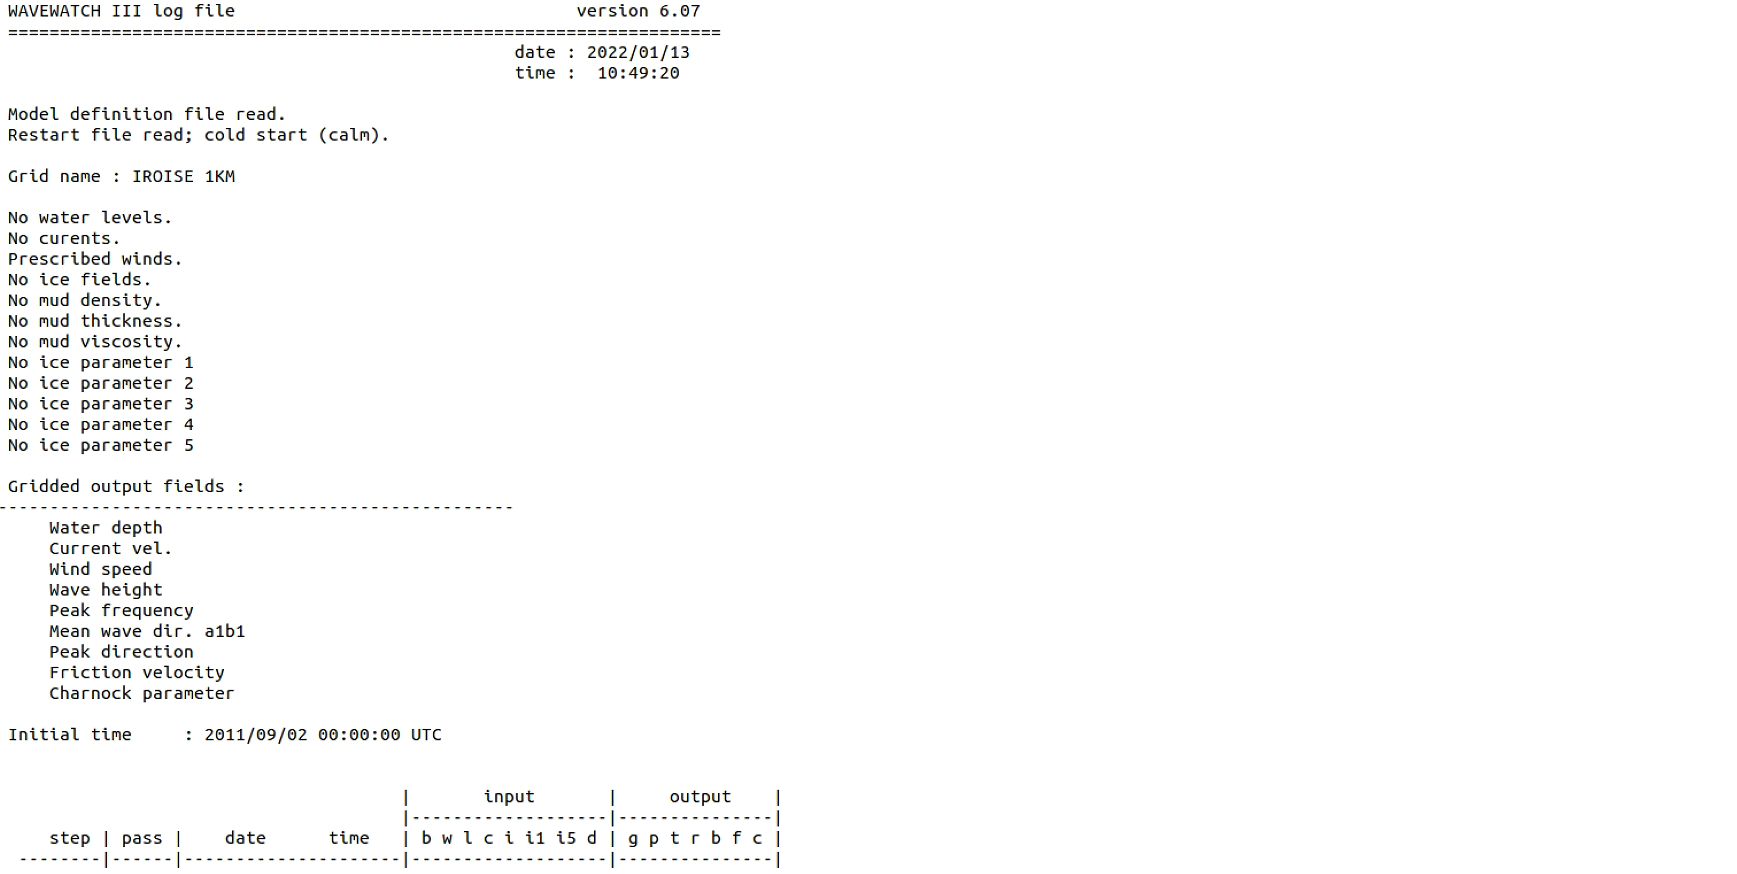 WAVEWATCH III log file                                 version 6.07
=====================================================================
                                                 date : 2022/01/13
                                                 time :  10:49:20

Model definition file read.
Restart file read; cold start (calm).

Grid name : IROISE 1KM

No water levels.
No curents.
Prescribed winds.
No ice fields.
No mud density.
No mud thickness.
No mud viscosity.
No ice parameter 1
No ice parameter 2
No ice parameter 3
No ice parameter 4
No ice parameter 5

Gridded output fields :
--------------------------------------------------
    Water depth
    Current vel.
    Wind speed
    Wave height
    Peak frequency
    Mean wave dir. a1b1
    Peak direction
    Friction velocity
    Charnock parameter

Initial time     : 2011/09/02 00:00:00 UTC


                                      |       input       |     output    |
                                      |-------------------|---------------|
    step | pass |    date      time   | b w l c i i1 i5 d | g p t r b f c |
 --------|------|---------------------|-------------------|---------------|